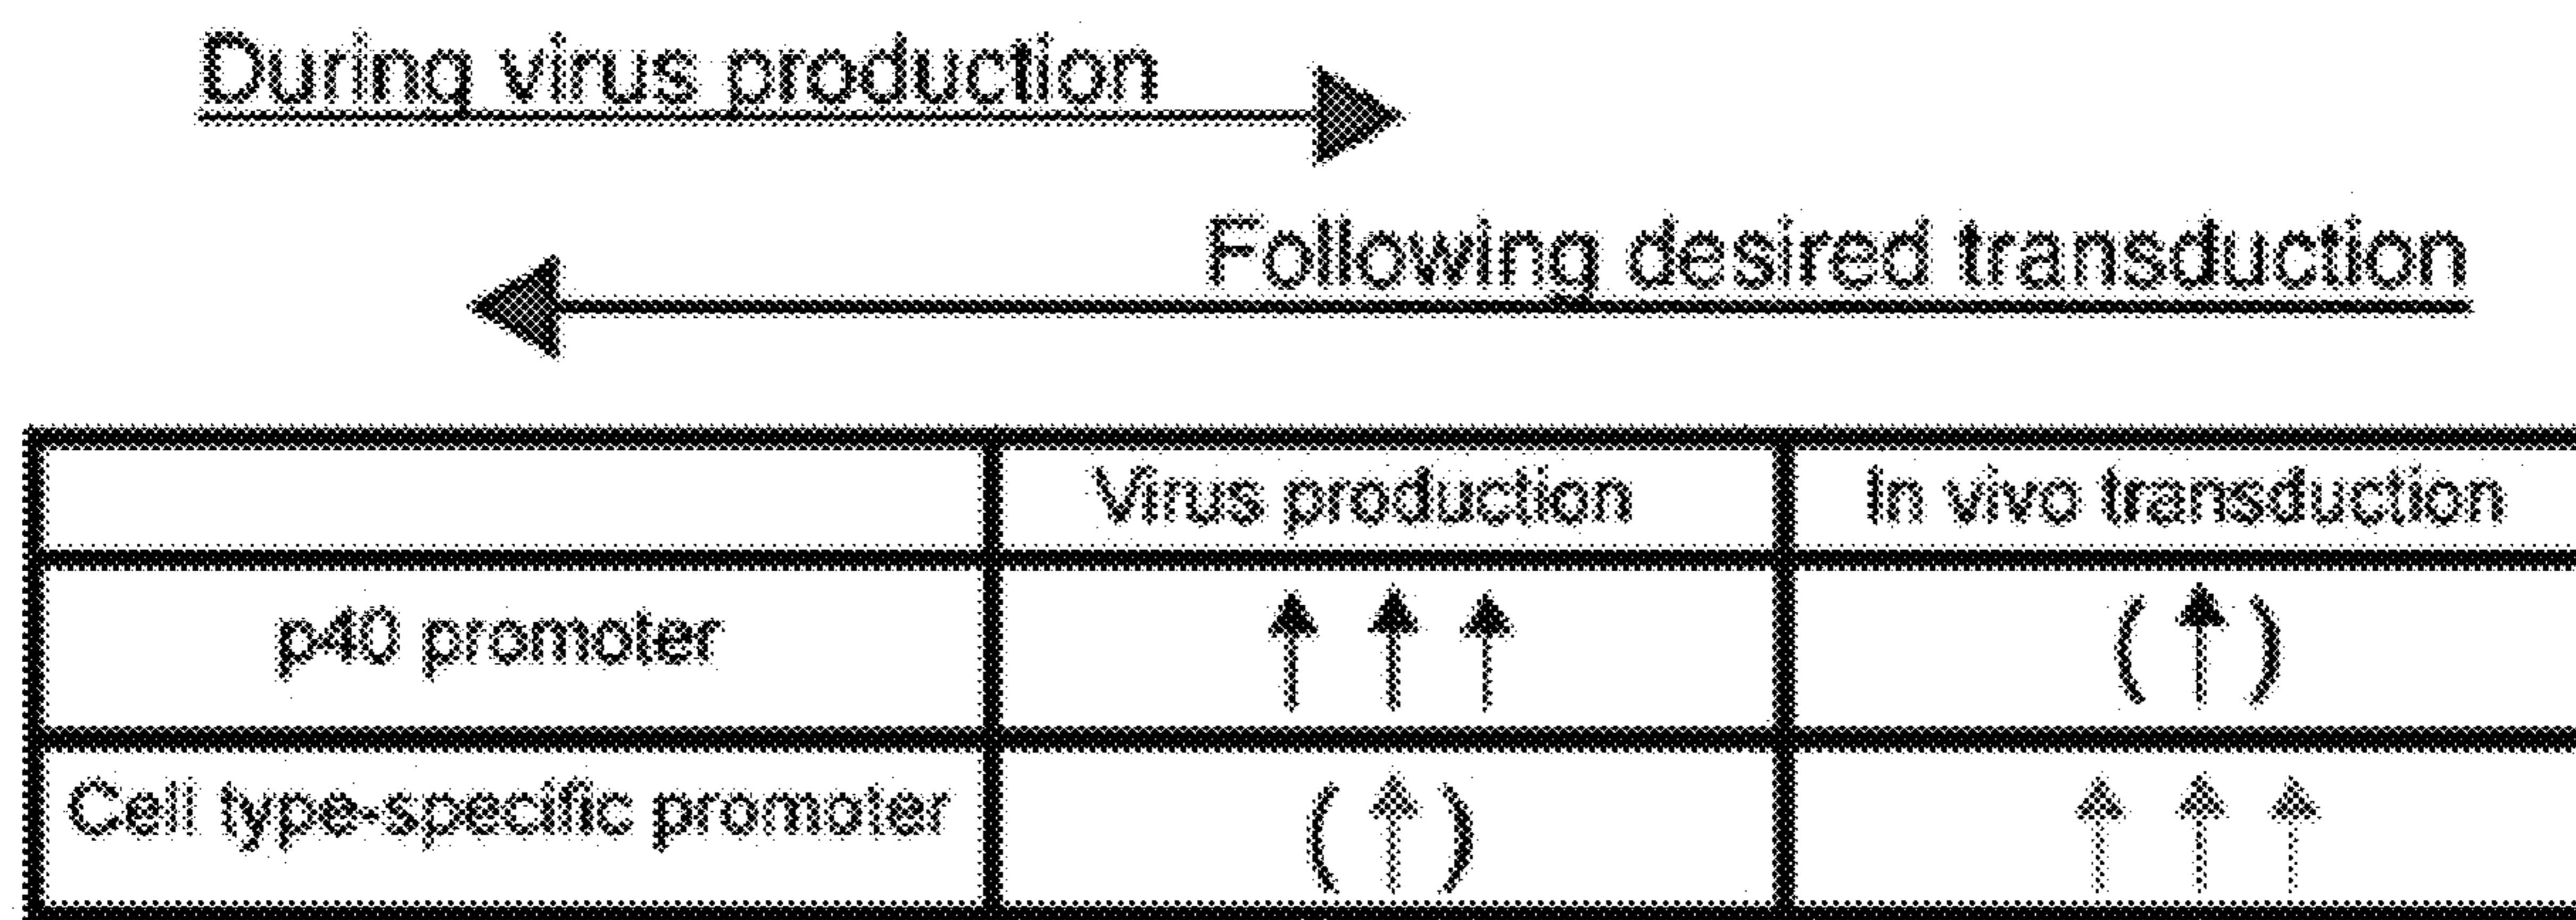 During virus production
Following desired transduction
Virus production In vivo transduction
p40 promoter ↑ ↑ ↑ ( ↑ )
Cell type-specific promoter ( ↑ ) ↑ ↑ ↑